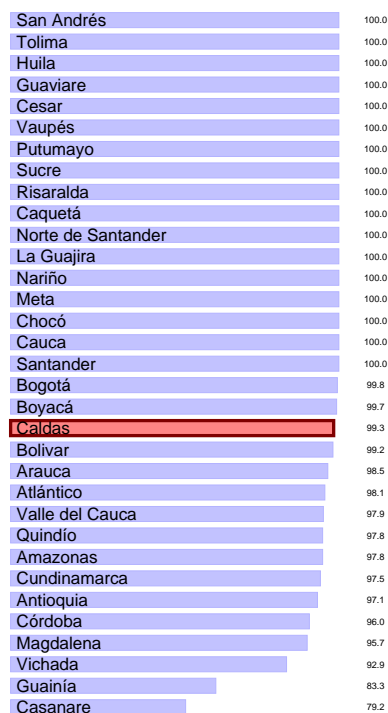 San Andrés 100.0
Tolima 100.0
Huila 100.0
Guaviare 100.0
Cesar 100.0
Vaupés 100.0
Putumayo 100.0
Sucre 100.0
Risaralda 100.0
Caquetá 100.0
Norte de Santander 100.0
La Guajira 100.0
Nariño 100.0
Meta 100.0
Chocó 100.0
Cauca 100.0
Santander 100.0
Bogotá 99.8
Boyacá 99.7
Caldas 99.3
Bolivar 99.2
Arauca 98.5
Atlántico 98.1
Valle del Cauca 97.9
Quindío 97.8
Amazonas 97.8
Cundinamarca 97.5
Antioquia 97.1
Córdoba 96.0
Magdalena 95.7
Vichada 92.9
Guainía 83.3
Casanare 79.2